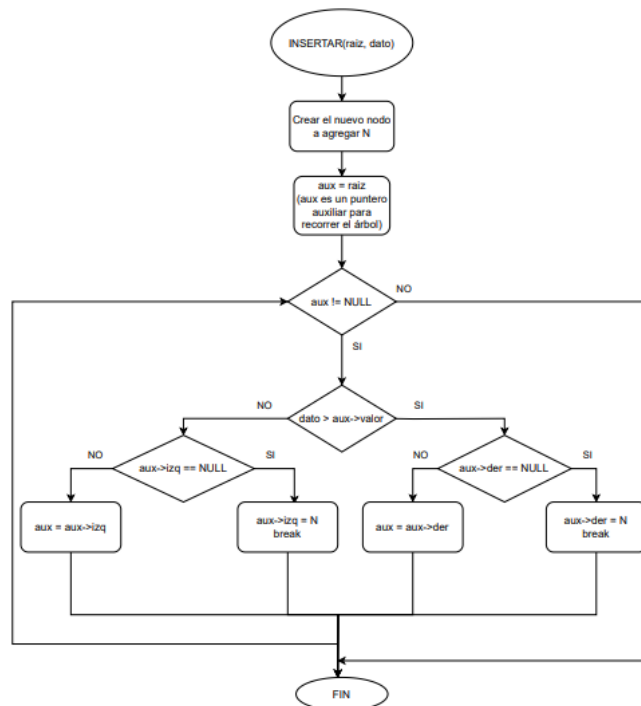 INSERTAR(raiz, dato)
Crear el nuevo nodo
a agregar N
aux = raiz
(aux es un puntero
auxiliar para
recorrer el árbol)
aux != NULL
NO
SI
dato > aux->valor
NO
SI
aux->izq == NULL
NO
SI
aux->der == NULL
NO
SI
aux = aux->izq
aux->izq = N
break
aux = aux->der
aux->der = N
break
FIN